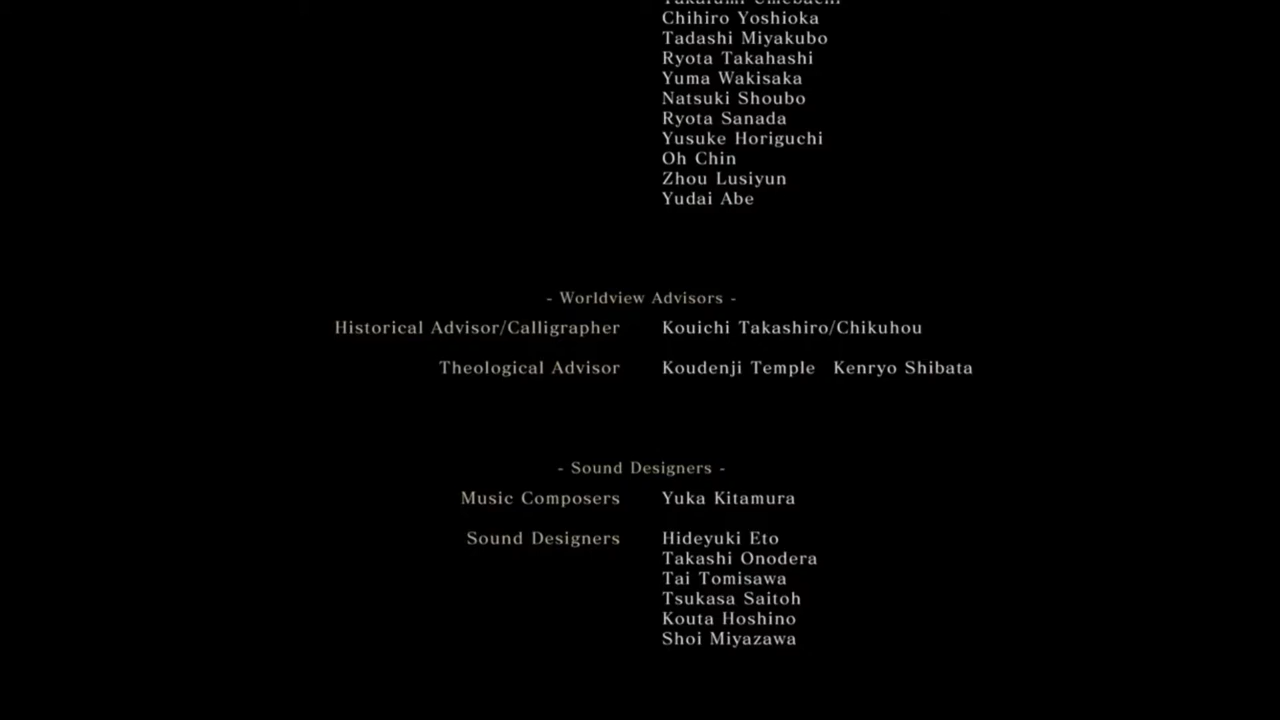 Chihiro Yoshioka
Tadashi Miyakubo
Ryota Takahashi
Yuma Wakisaka
Natsuki Shoubo
Ryota Sanada
Yusuke Horiguchi
Oh Chin
Zhou Lusiyun
Yudai Abe
- Worldview Advisors -
Historical Advisor/Calligrapher Kouichi Takashiro/Chikuhou
Theological Advisor Koudenji Temple Kenryo Shibata
- Sound Designers -
Music Composers Yuka Kitamura
Sound Designers Hideyuki Eto
Takashi Onodera
Tai Tomisawa
Tsukasa Saitoh
Kouta Hoshino
Shoi Miyazawa